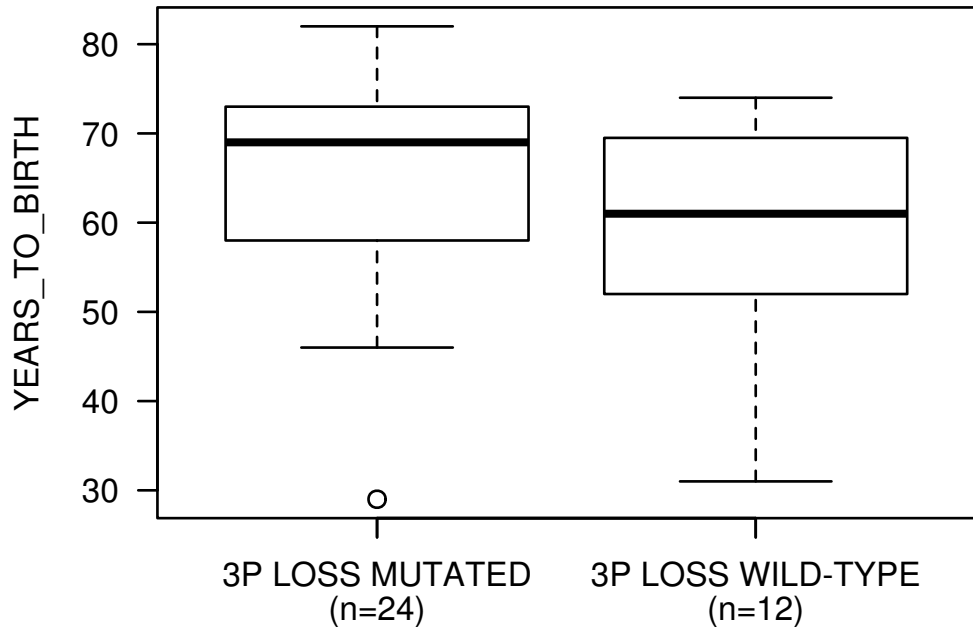 YEARS_TO_BIRTH
80
70
60
50
40
30
3P LOSS MUTATED
(n=24)
3P LOSS WILD-TYPE
(n=12)